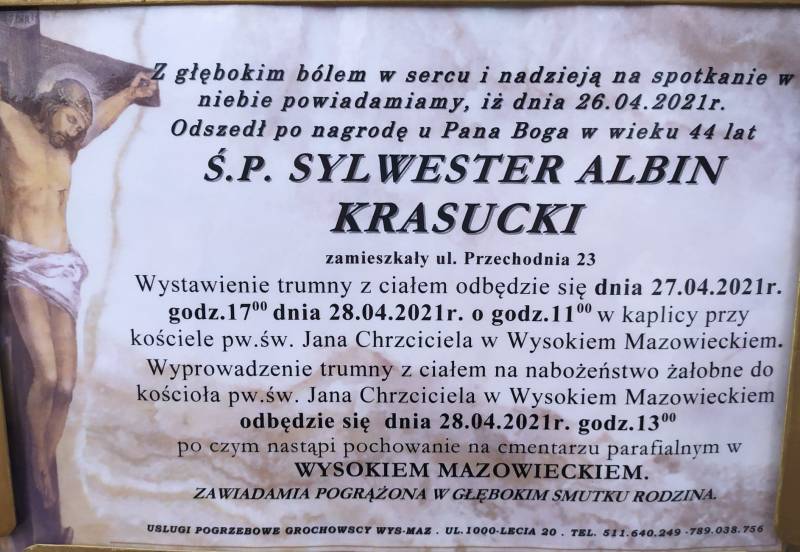 Z głębokim bólem w sercu i nadzieją na spotkanie w
niebie powiadamiamy, iż dnia 26.04.2021r.
Odszedł po nagrodę u Pana Boga w wieku 44 lat
Ś.P. SYLWESTER ALBIN
KRASUCKI
zamieszkały ul. Przechodnia 23
Wystawienie trumny z ciałem odbędzie się dnia 27.04.2021r.
godz.17⁰⁰ dnia 28.04.2021r. o godz.11⁰⁰ w kaplicy przy
kościele pw.św. Jana Chrzciciela w Wysokiem Mazowieckiem.
Wyprowadzenie trumny z ciałem na nabożeństwo żałobne do
kościoła pw.św. Jana Chrzciciela w Wysokiem Mazowieckiem
odbędzie się dnia 28.04.2021r. godz.13⁰⁰
po czym nastąpi pochowanie na cmentarzu parafialnym w
WYSOKIEM MAZOWIECKIEM.
ZAWIADAMIA POGRĄŻONA W GŁĘBOKIM SMUTKU RODZINA.
USŁUGI POGRZEBOWE GROCHOWSCY WYS-MAZ . UL.1000-LECIA 20 . TEL. 511.640.249 -789.038.756